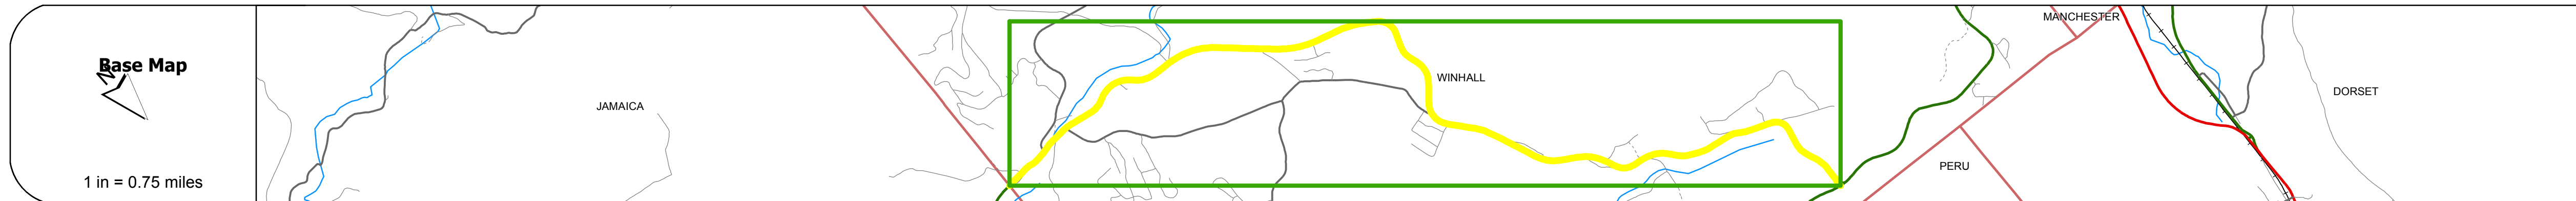 Base Map
N
1 in = 0.75 miles
JAMAICA
WINHALL
MANCHESTER
PERU
DORSET